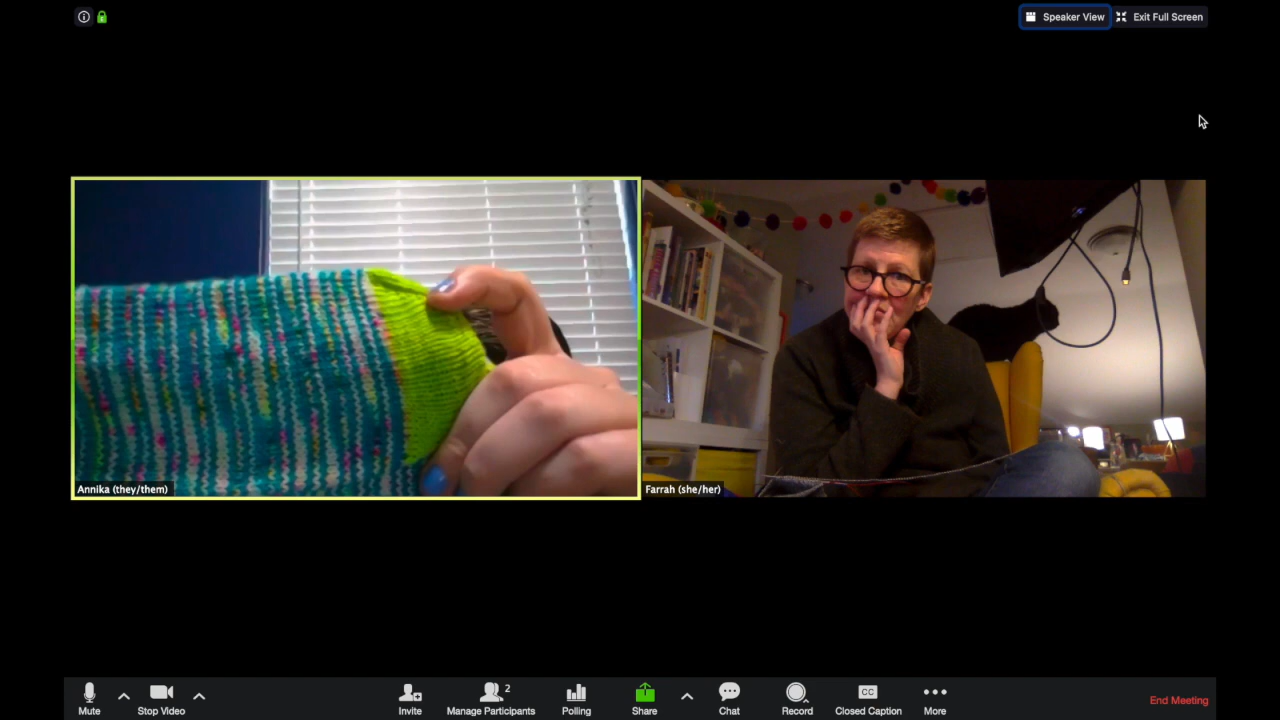 Speaker View
Exit Full Screen
Annika (they/them)
Farrah (she/her)
Mute
Stop Video
Invite
2
Manage Participants
Polling
Share
Chat
Record
CC
Closed Caption
More
End Meeting